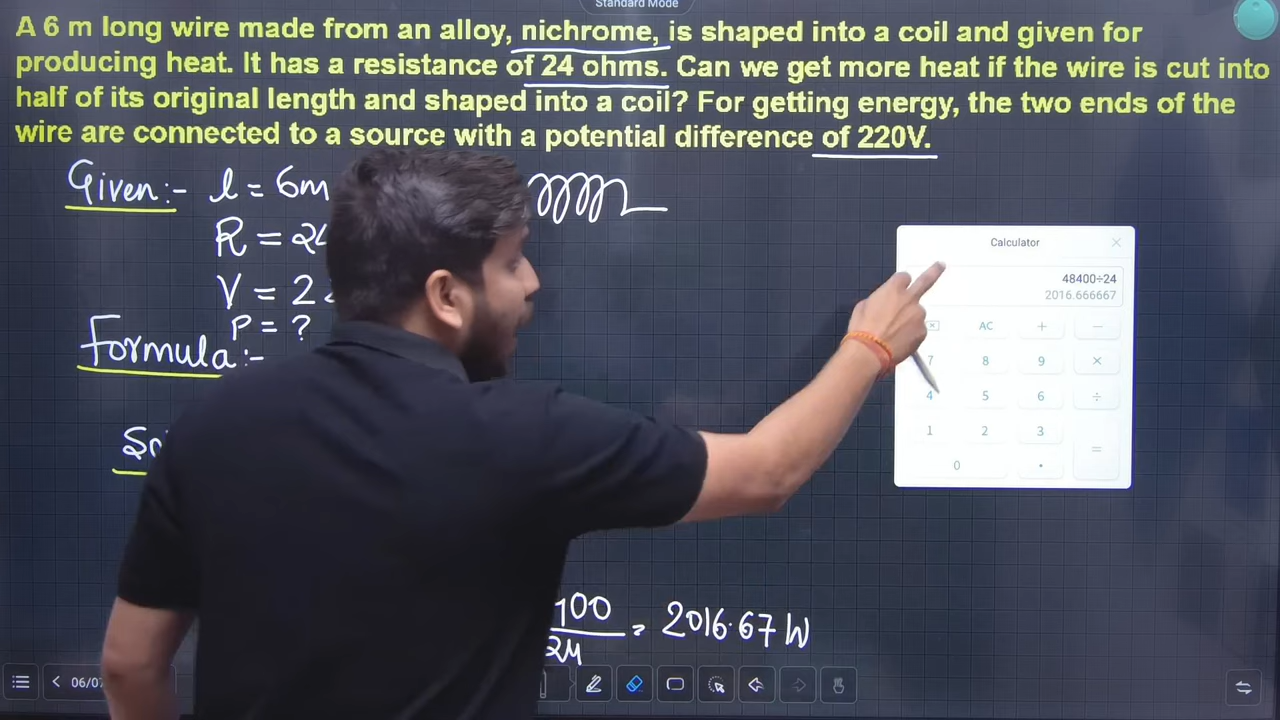 Standard Mode
A 6 m long wire made from an alloy, nichrome, is shaped into a coil and given for
producing heat. It has a resistance of 24 ohms. Can we get more heat if the wire is cut into
half of its original length and shaped into a coil? For getting energy, the two ends of the
wire are connected to a source with a potential difference of 220V.
Given:- l = 6m
R = 24
V = 2
P = ?
Formula:-
Calculator
48400÷24
2016.666667
AC + −
7 8 9 ×
4 5 6 ÷
1 2 3 =
0 .
100
24
= 2016.67 W
06/07